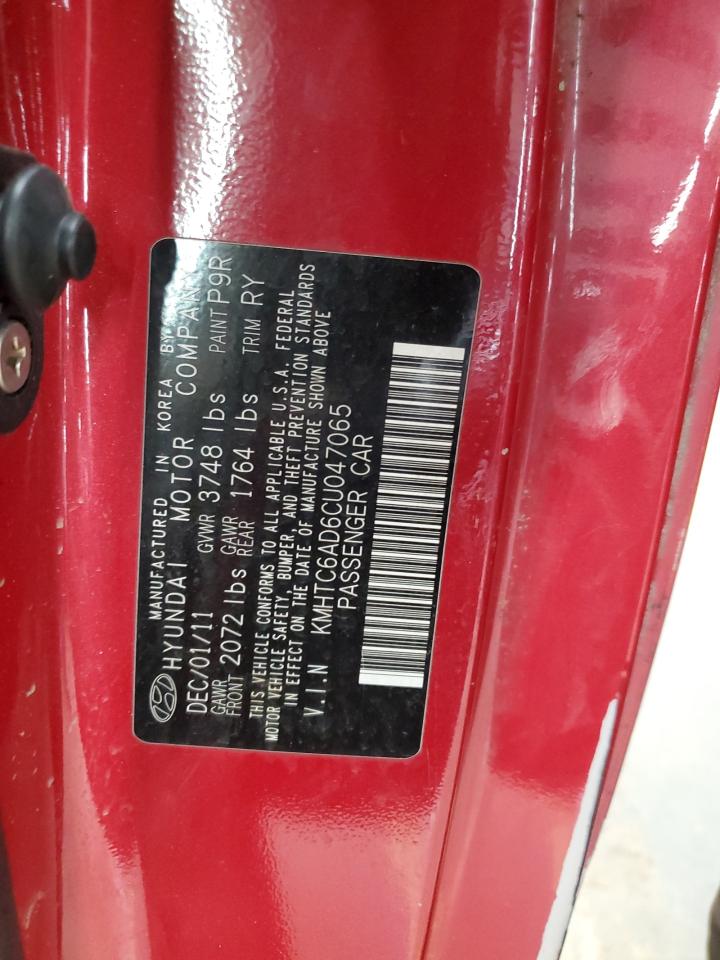 MANUFACTURED IN KOREA BY
HYUNDAI MOTOR COMPANY
DEC/01/11 GVWR 3748 lbs PAINT P9R
GAWR FRONT 2072 lbs GAWR REAR 1764 lbs TRIM RY
THIS VEHICLE CONFORMS TO ALL APPLICABLE U.S.A. FEDERAL
MOTOR VEHICLE SAFETY, BUMPER, AND THEFT PREVENTION STANDARDS
IN EFFECT ON THE DATE OF MANUFACTURE SHOWN ABOVE
V.I.N KMHTC6AD6CU047065
PASSENGER CAR